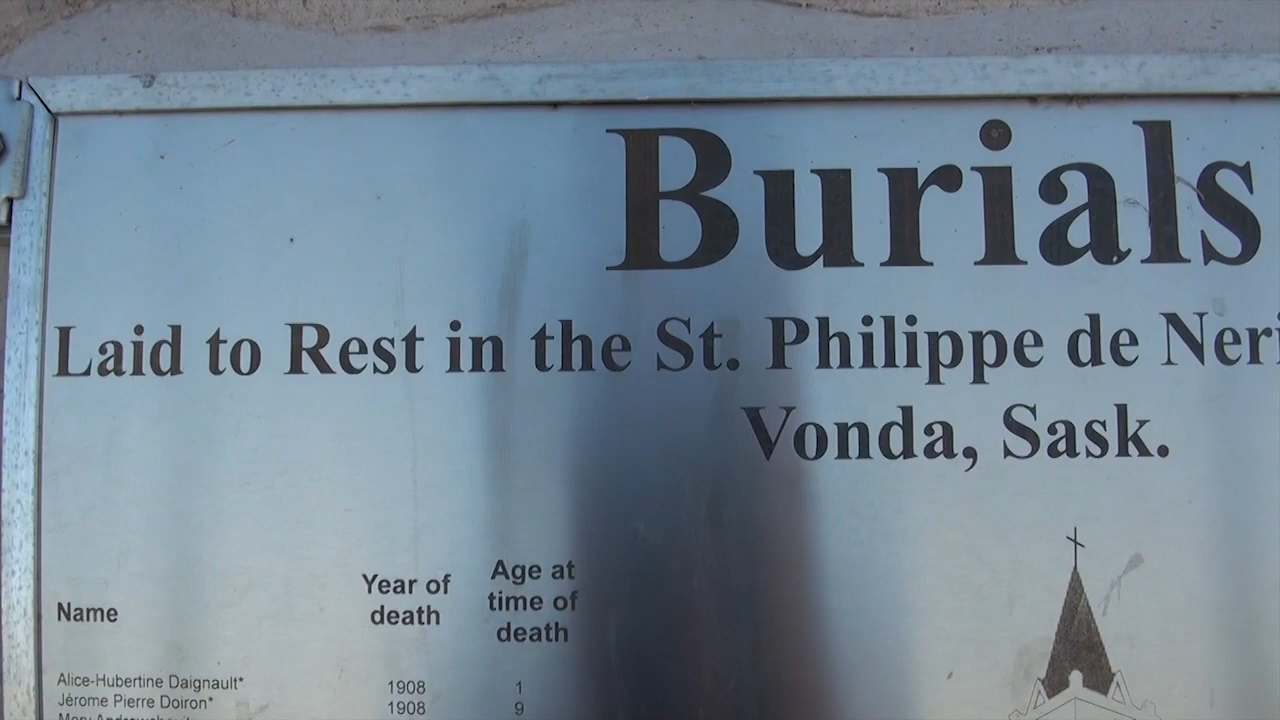 Burials
Laid to Rest in the St. Philippe de Neri
Vonda, Sask.
Name Year of death Age at time of death
Alice-Hubertine Daignault* 1908 1
Jérome Pierre Doiron* 1908 9